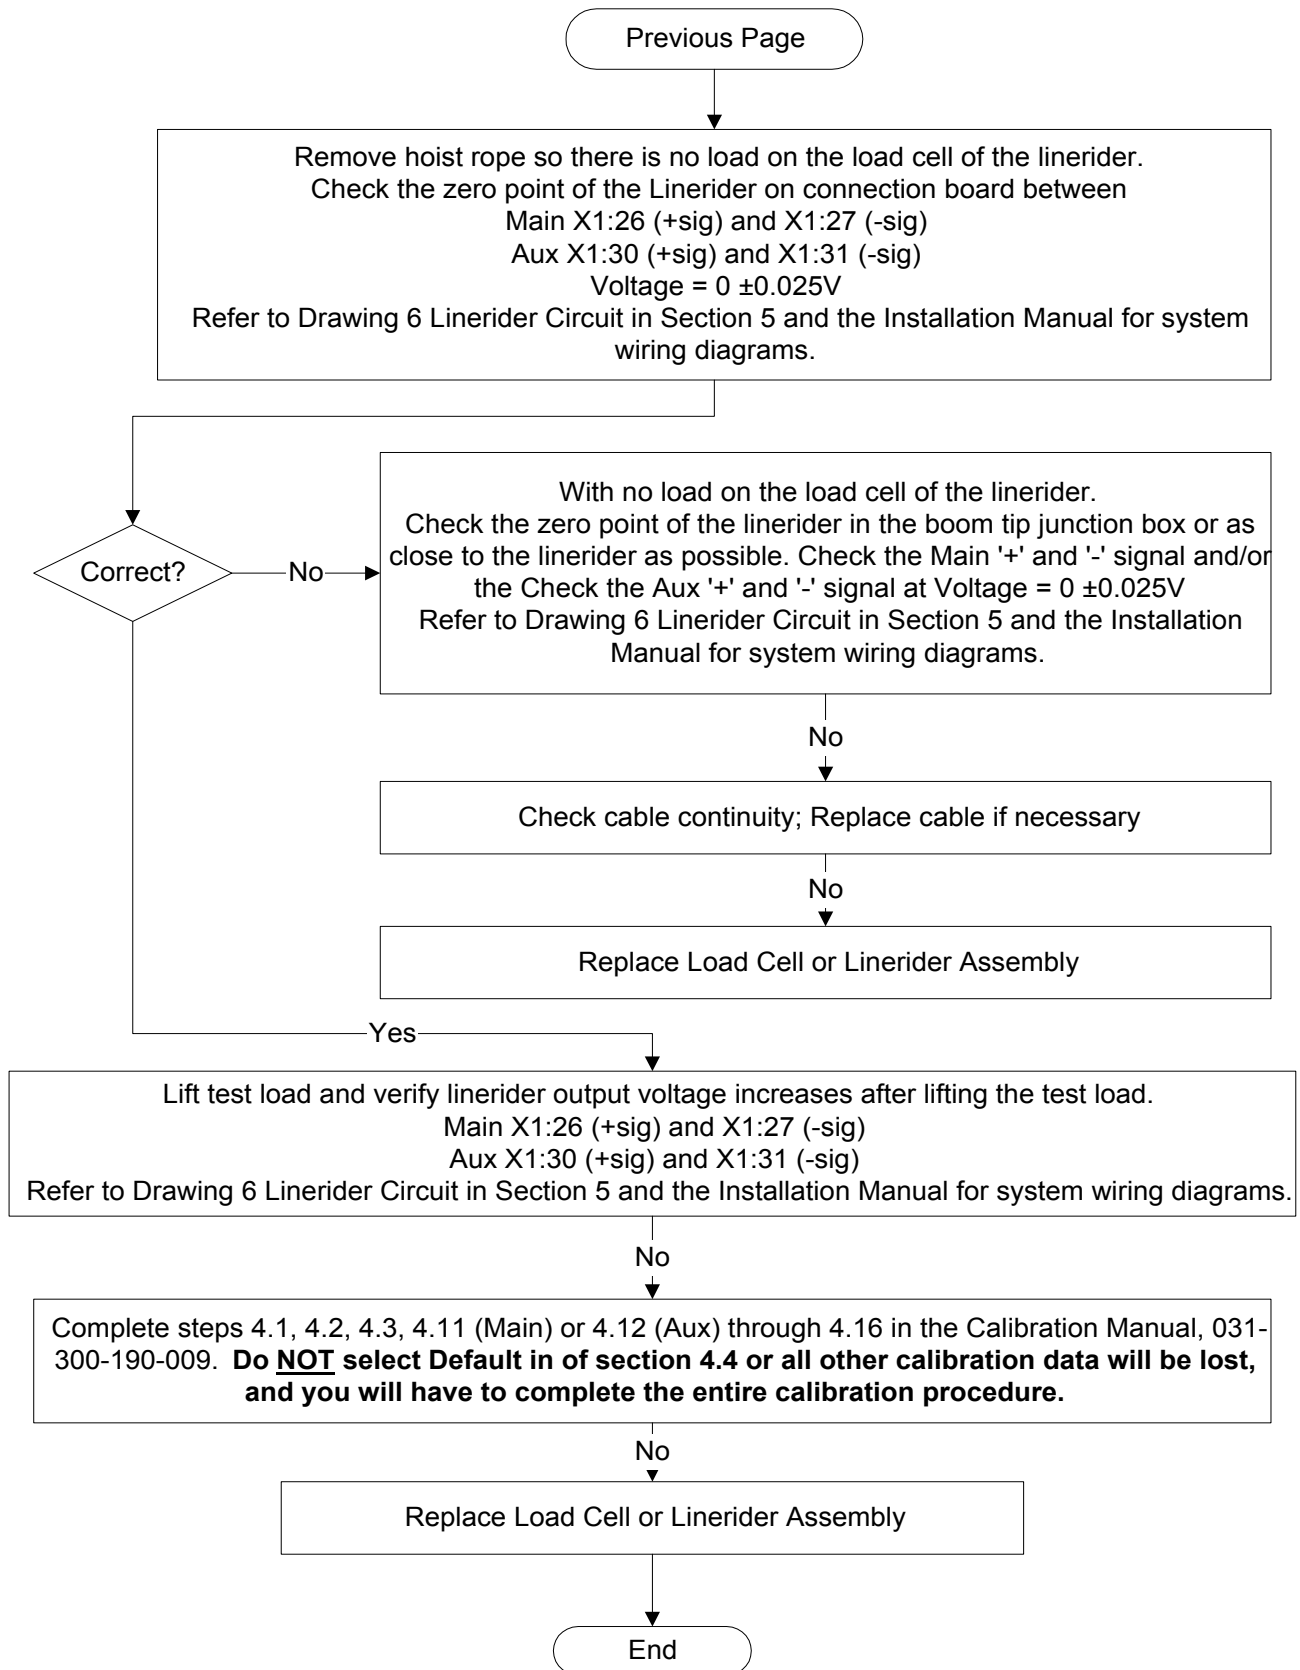 Previous Page
Remove hoist rope so there is no load on the load cell of the linerider.
Check the zero point of the Linerider on connection board between
Main X1:26 (+sig) and X1:27 (-sig)
Aux X1:30 (+sig) and X1:31 (-sig)
Voltage = 0 ±0.025V
Refer to Drawing 6 Linerider Circuit in Section 5 and the Installation Manual for system
wiring diagrams.
Correct?
No
With no load on the load cell of the linerider.
Check the zero point of the linerider in the boom tip junction box or as
close to the linerider as possible. Check the Main '+' and '-' signal and/or
the Check the Aux '+' and '-' signal at Voltage = 0 ±0.025V
Refer to Drawing 6 Linerider Circuit in Section 5 and the Installation
Manual for system wiring diagrams.
No
Check cable continuity; Replace cable if necessary
No
Replace Load Cell or Linerider Assembly
Yes
Lift test load and verify linerider output voltage increases after lifting the test load.
Main X1:26 (+sig) and X1:27 (-sig)
Aux X1:30 (+sig) and X1:31 (-sig)
Refer to Drawing 6 Linerider Circuit in Section 5 and the Installation Manual for system wiring diagrams.
No
Complete steps 4.1, 4.2, 4.3, 4.11 (Main) or 4.12 (Aux) through 4.16 in the Calibration Manual, 031-
300-190-009. Do NOT select Default in of section 4.4 or all other calibration data will be lost,
and you will have to complete the entire calibration procedure.
No
Replace Load Cell or Linerider Assembly
End